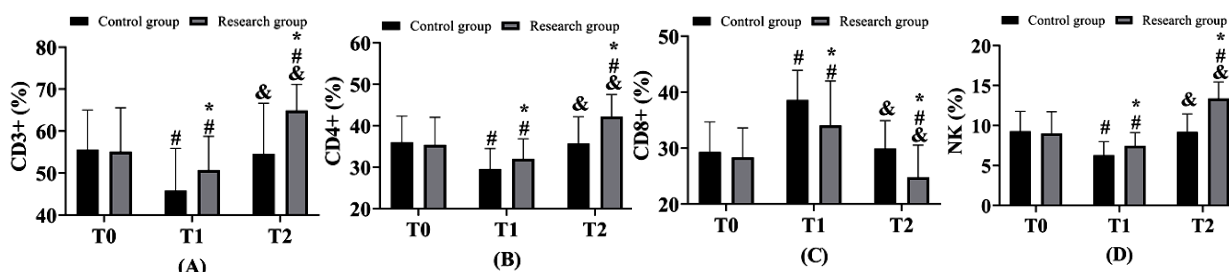 Control group Research group
CD3+ (%)
80
70
60
50
40
#
*
#
&
*
#
&
T0 T1 T2
(A)
Control group Research group
CD4+ (%)
60
50
40
30
20
#
*
#
&
*
#
&
T0 T1 T2
(B)
Control group Research group
CD8+ (%)
50
40
30
20
#
*
#
&
*
#
&
T0 T1 T2
(C)
Control group Research group
NK (%)
20
15
10
5
0
#
*
#
&
*
#
&
T0 T1 T2
(D)